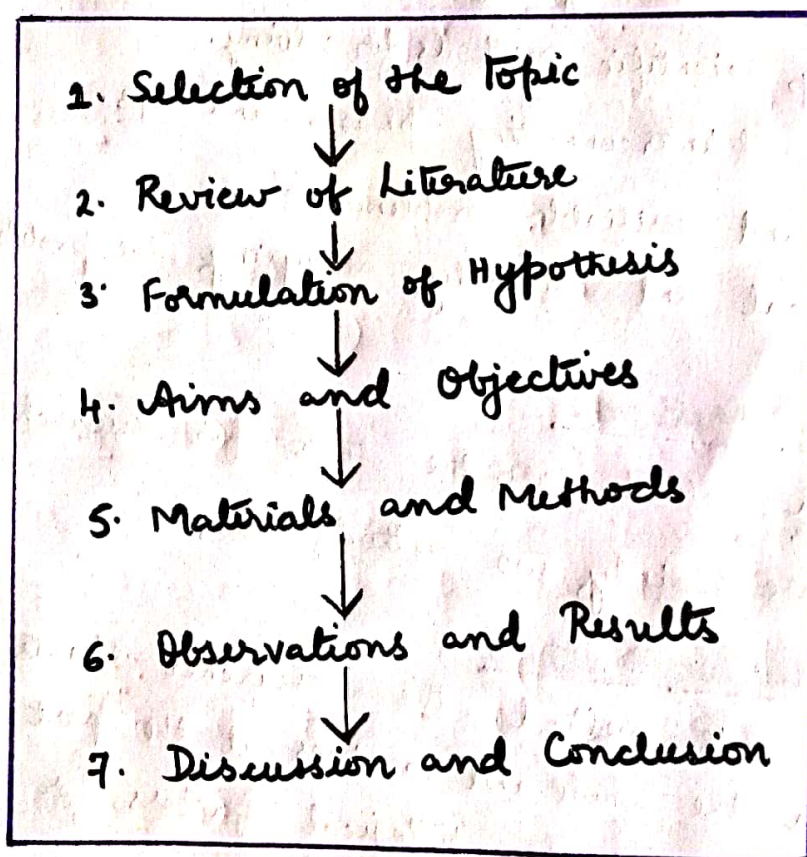 1. Selection of the Topic
2. Review of Literature
3. Formulation of Hypothesis
4. Aims and Objectives
5. Materials and Methods
6. Observations and Results
7. Discussion and Conclusion